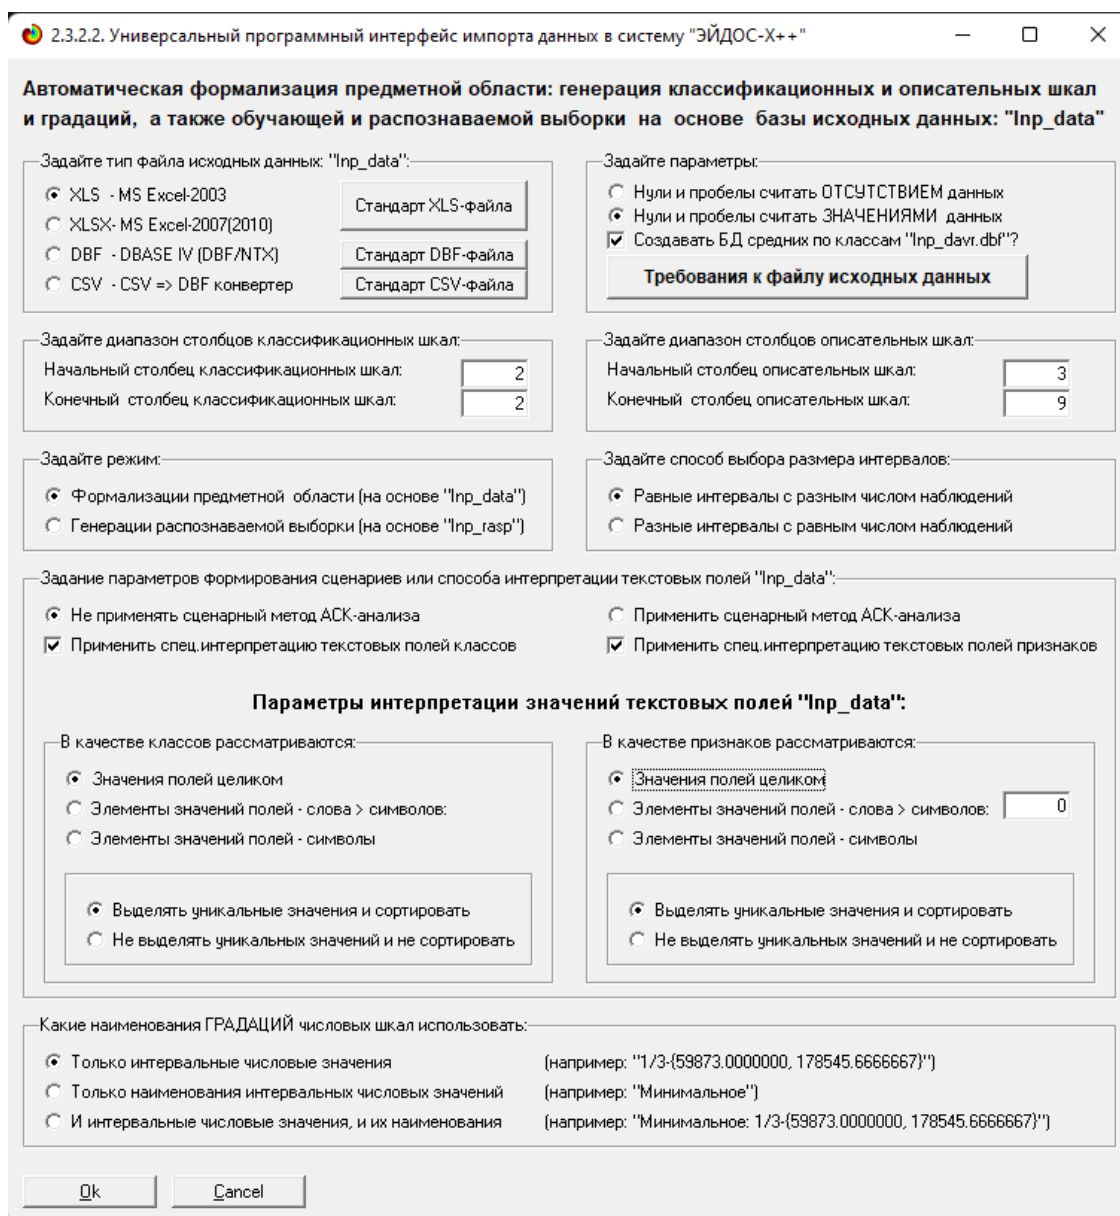 2.3.2.2. Универсальный программный интерфейс импорта данных в систему "ЭЙДОС-X++"
Автоматическая формализация предметной области: генерация классификационных и описательных шкал
и градаций, а также обучающей и распознаваемой выборки на основе базы исходных данных: "Inp_data"
Задайте тип файла исходных данных: "Inp_data":
XLS - MS Excel-2003
XLSX- MS Excel-2007(2010)
DBF - DBASE IV (DBF/NTX)
CSV - CSV => DBF конвертер
Стандарт XLS-файла
Стандарт DBF-файла
Стандарт CSV-файла
Задайте параметры:
Нули и пробелы считать ОТСУТСТВИЕМ данных
Нули и пробелы считать ЗНАЧЕНИЯМИ данных
Создавать БД средних по классам "Inp_davr.dbf"?
Требования к файлу исходных данных
Задайте диапазон столбцов классификационных шкал:
Начальный столбец классификационных шкал: 2
Конечный столбец классификационных шкал: 2
Задайте диапазон столбцов описательных шкал:
Начальный столбец описательных шкал: 3
Конечный столбец описательных шкал: 9
Задайте режим:
Формализации предметной области (на основе "Inp_data")
Генерации распознаваемой выборки (на основе "Inp_rasp")
Задайте способ выбора размера интервалов:
Равные интервалы с разным числом наблюдений
Разные интервалы с равным числом наблюдений
Задание параметров формирования сценариев или способа интерпретации текстовых полей "Inp_data":
Не применять сценарный метод АСК-анализа
Применить сценарный метод АСК-анализа
Применить спец.интерпретацию текстовых полей классов
Применить спец.интерпретацию текстовых полей признаков
Параметры интерпретации значений текстовых полей "Inp_data":
В качестве классов рассматриваются:
Значения полей целиком
Элементы значений полей - слова > символов:
Элементы значений полей - символы
Выделять уникальные значения и сортировать
Не выделять уникальных значений и не сортировать
В качестве признаков рассматриваются:
Значения полей целиком
Элементы значений полей - слова > символов: 0
Элементы значений полей - символы
Выделять уникальные значения и сортировать
Не выделять уникальных значений и не сортировать
Какие наименования ГРАДАЦИЙ числовых шкал использовать:
Только интервальные числовые значения (например: "1/3-{59873.0000000, 178545.6666667}")
Только наименования интервальных числовых значений (например: "Минимальное")
И интервальные числовые значения, и их наименования (например: "Минимальное: 1/3-{59873.0000000, 178545.6666667}")
Ok Cancel